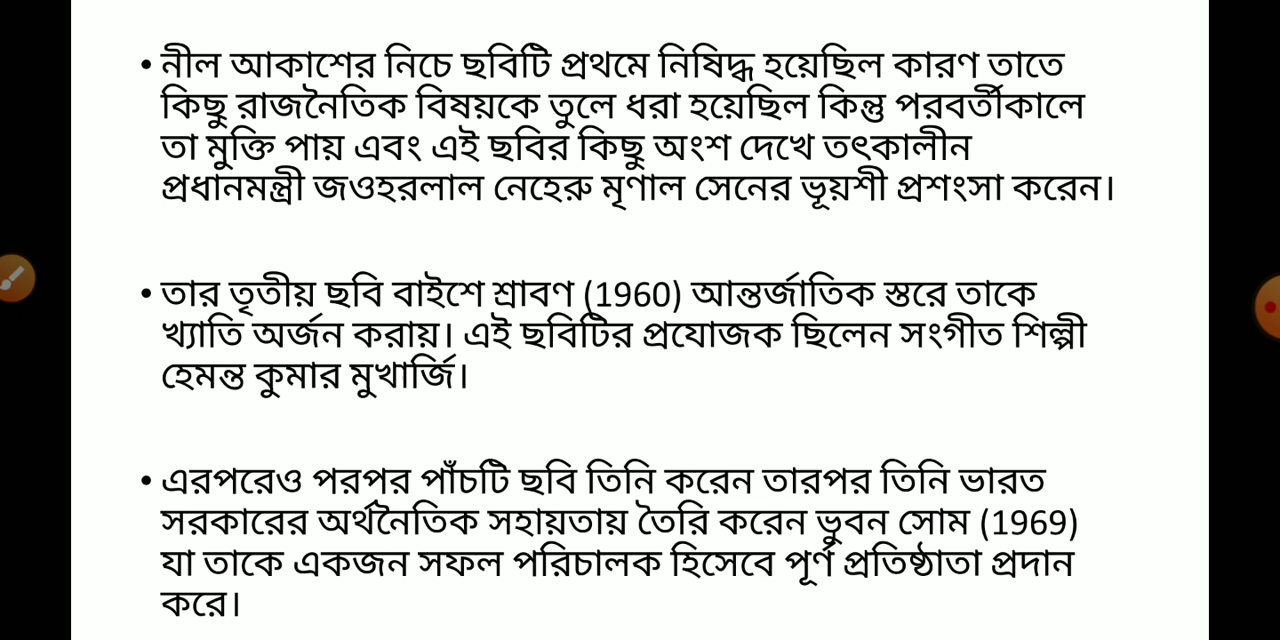 • নীল আকাশের নিচে ছবিটি প্রথমে নিষিদ্ধ হয়েছিল কারণ তাতে
কিছু রাজনৈতিক বিষয়কে তুলে ধরা হয়েছিল কিন্তু পরবর্তীকালে
তা মুক্তি পায় এবং এই ছবির কিছু অংশ দেখে তৎকালীন
প্রধানমন্ত্রী জওহরলাল নেহেরু মৃণাল সেনের ভূয়শী প্রশংসা করেন।
• তার তৃতীয় ছবি বাইশে শ্রাবণ (1960) আন্তর্জাতিক স্তরে তাকে
খ্যাতি অর্জন করায়। এই ছবিটির প্রযোজক ছিলেন সংগীত শিল্পী
হেমন্ত কুমার মুখার্জি।
• এরপরেও পরপর পাঁচটি ছবি তিনি করেন তারপর তিনি ভারত
সরকারের অর্থনৈতিক সহায়তায় তৈরি করেন ভুবন সোম (1969)
যা তাকে একজন সফল পরিচালক হিসেবে পূর্ণ প্রতিষ্ঠাতা প্রদান
করে।